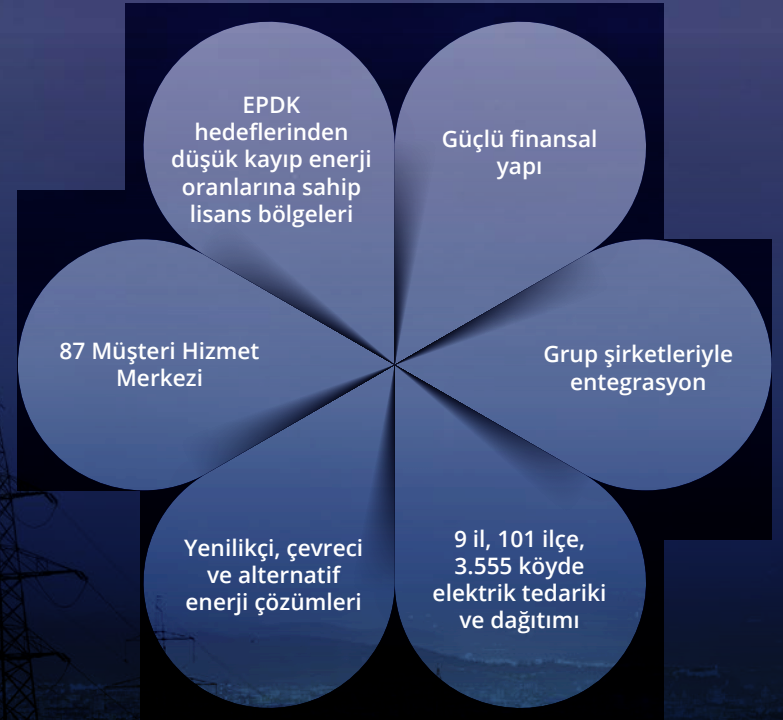 EPDK
hedeflerinden
düşük kayıp enerji
oranlarına sahip
lisans bölgeleri
Güçlü finansal
yapı
87 Müşteri Hizmet
Merkezi
Grup şirketleriyle
entegrasyon
Yenilikçi, çevreci
ve alternatif
enerji çözümleri
9 il, 101 ilçe,
3.555 köyde
elektrik tedariki
ve dağıtımı